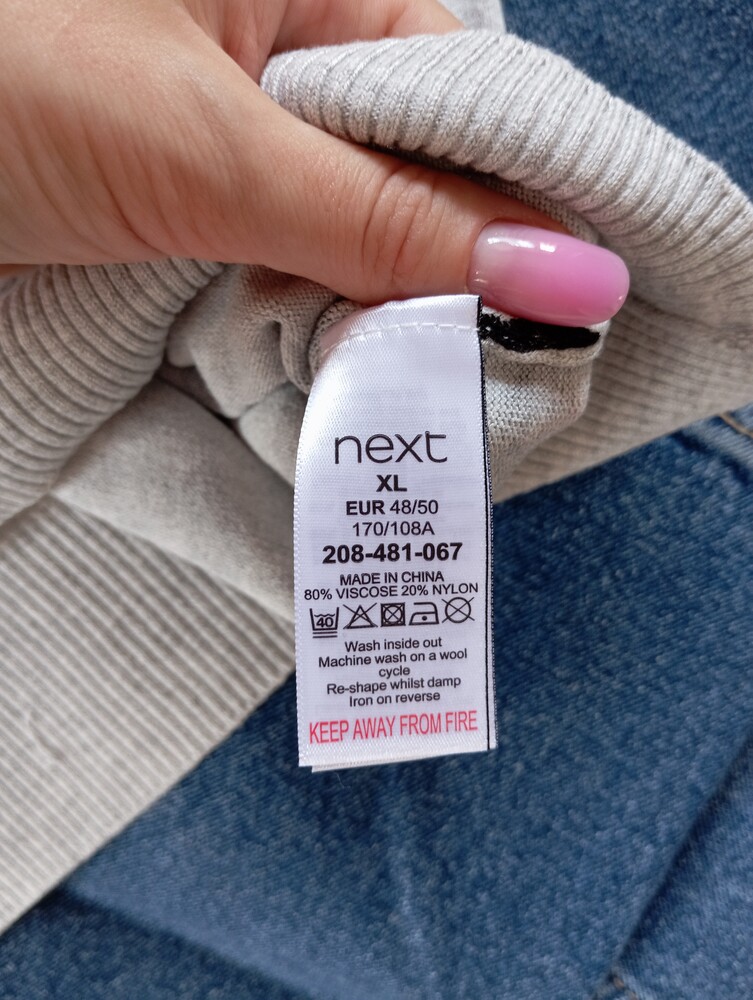 next
XL
EUR 48/50
170/108A
208-481-067
MADE IN CHINA
80% VISCOSE 20% NYLON
40
Wash inside out
Machine wash on a wool
cycle
Re-shape whilst damp
Iron on reverse
KEEP AWAY FROM FIRE